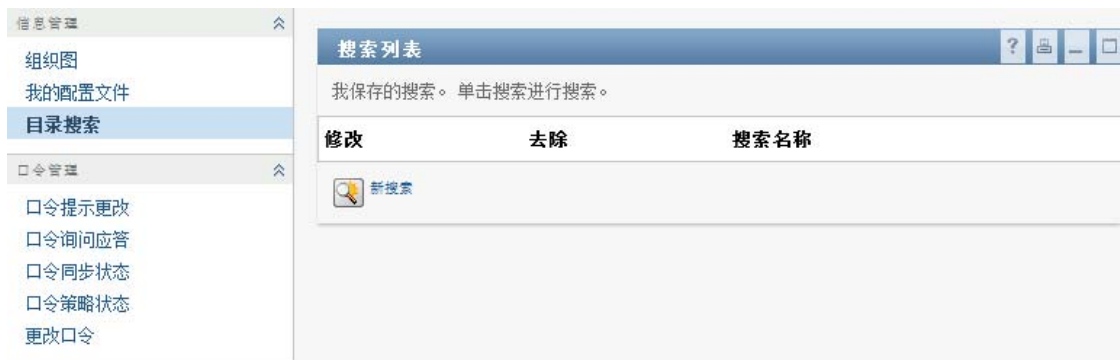 信息管理
组织图
我的配置文件
目录搜索
口令管理
口令提示更改
口令询问应答
口令同步状态
口令策略状态
更改口令
搜索列表
?
我保存的搜索。 单击搜索进行搜索。
修改 去除 搜索名称
新搜索